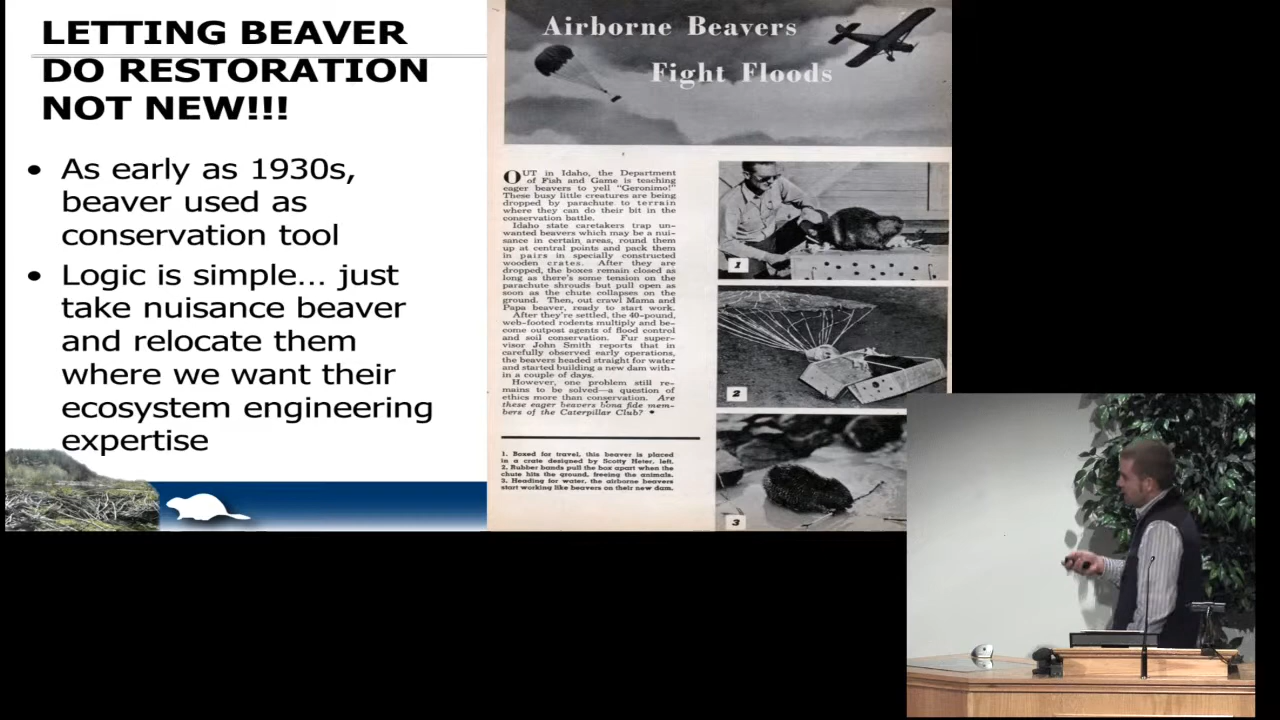 LETTING BEAVER
DO RESTORATION
NOT NEW!!!
• As early as 1930s,
beaver used as
conservation tool
• Logic is simple... just
take nuisance beaver
and relocate them
where we want their
ecosystem engineering
expertise
Airborne Beavers
Fight Floods
OUT in Idaho, the Department
of Fish and Game is teaching
eager beavers to yell "Geronimo!"
These busy little creatures are being
dropped by parachute to terrain
where they can do their bit in the
conservation battle.
Idaho state caretakers trap un-
wanted beavers which may be a nui-
sance in certain areas, round them
up at central points and pack them
in pairs in specially constructed
wooden crates. After they are
dropped, the boxes remain closed as
long as there's some tension on the
parachute shrouds but pull open as
soon as the chute collapses on the
ground. Then, out crawl Mama and
Papa beaver, ready to start work.
After they're settled, the 40-pound,
web-footed rodents multiply and be-
come outpost agents of flood control
and soil conservation. Fur super-
visor John Smith reports that in
carefully observed early operations,
the beavers headed straight for water
and started building a new dam with-
in a couple of days.
However, one problem still re-
mains to be solved—a question of
ethics more than conservation. Are
these eager beavers bona fide mem-
bers of the Caterpillar Club? •
1. Boxed for travel, this beaver is placed
in a crate designed by Scotty Heter, left.
2. Rubber bands pull the box apart when the
chute hits the ground, freeing the animals.
3. Heading for water, the airborne beavers
start working like beavers on their new dam.
1
2
3